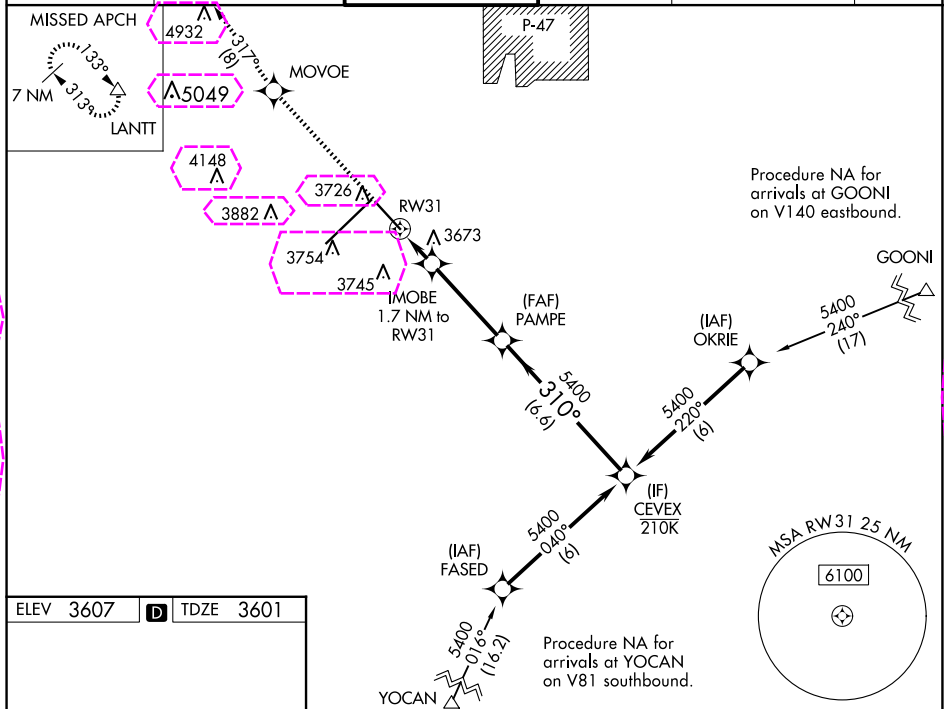 MISSED APCH
133°
313°
7 NM
LANTT
4932
317°
(8)
MOVOE
5049
P-47
4148
3882
3726
RW31
3673
3754
3745
IMOBE
1.7 NM to
RW31
(FAF)
PAMPE
Procedure NA for
arrivals at GOONI
on V140 eastbound.
GOONI
5400
240°
(17)
(IAF)
OKRIE
5400
310°
(6.6)
5400
220°
(6)
(IF)
CEVEX
210K
5400
040°
(6)
(IAF)
FASED
MSA RW31 25 NM
6100
ELEV 3607
D
TDZE 3601
5400
016°
(16.2)
YOCAN
Procedure NA for
arrivals at YOCAN
on V81 southbound.